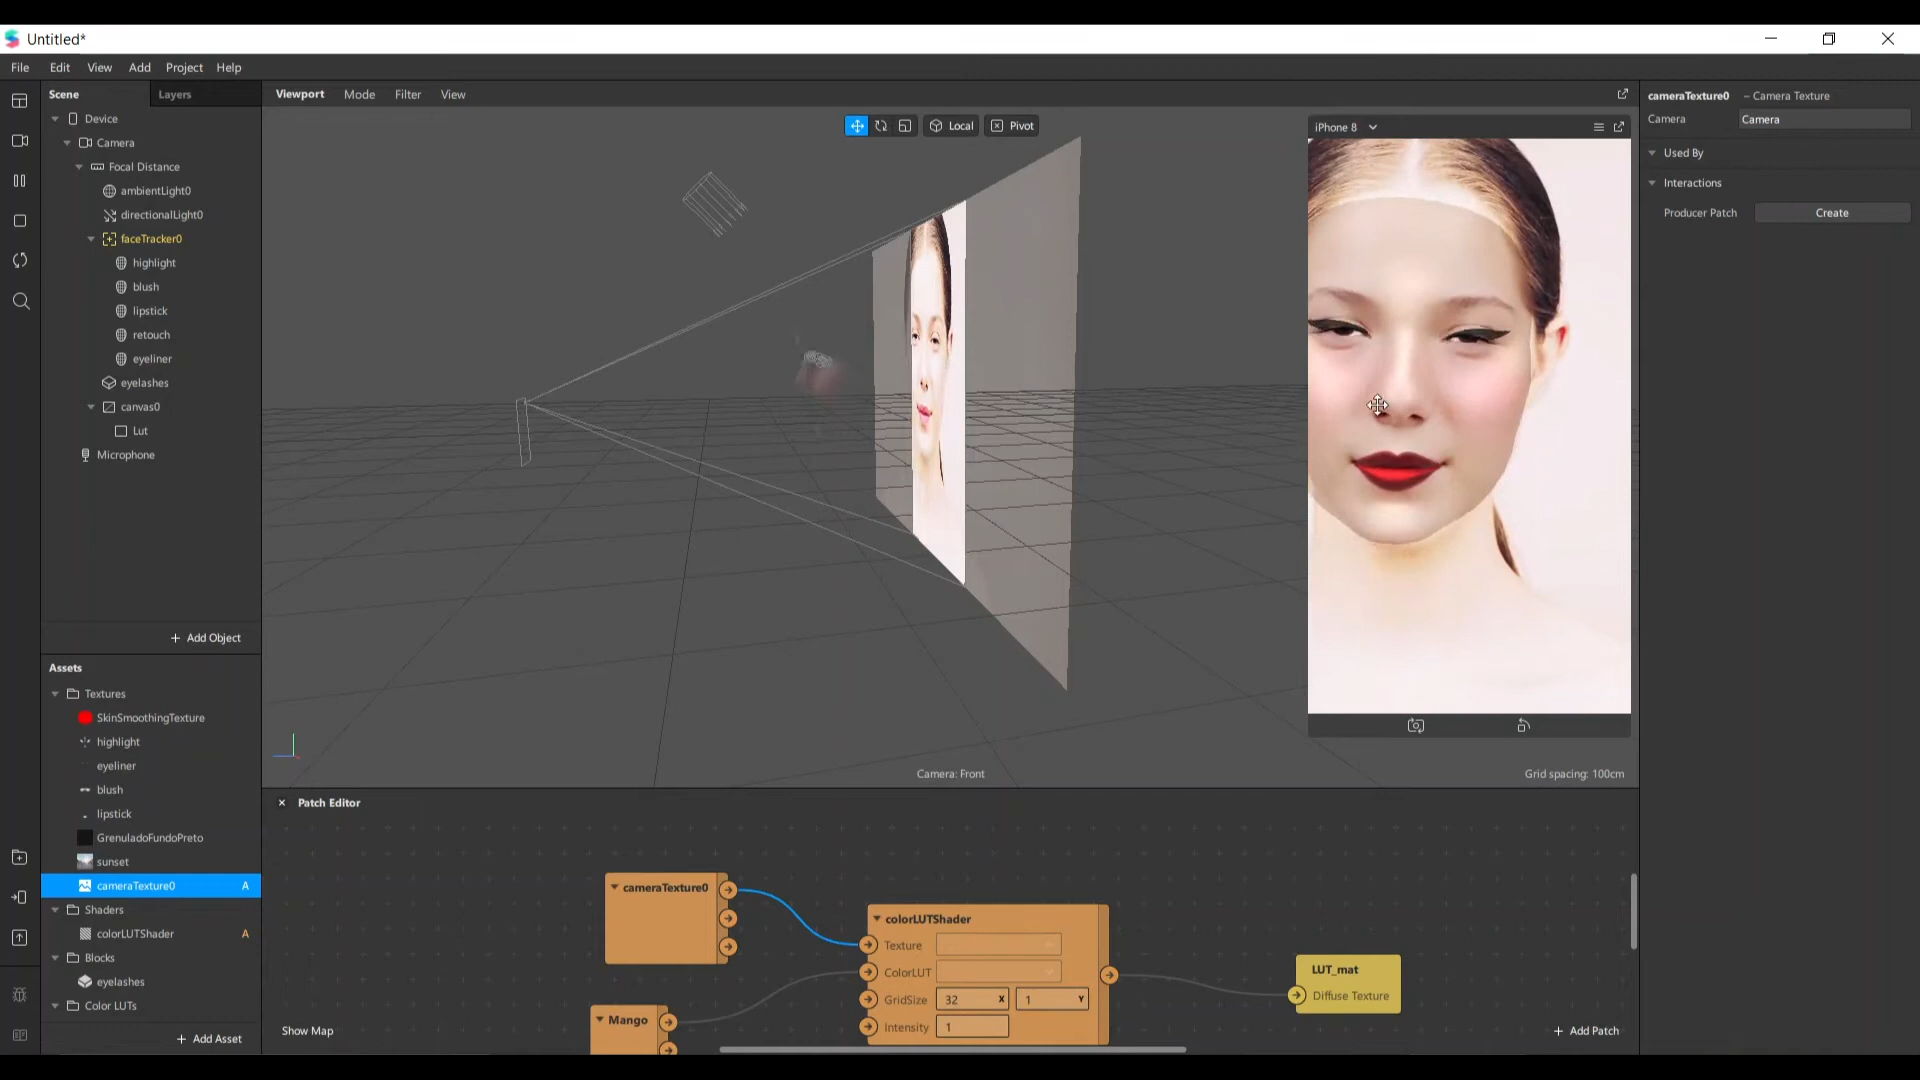 Untitled*
File Edit View Add Project Help
Scene Layers
Device
Camera
Focal Distance
ambientLight0
directionalLight0
faceTracker0
highlight
blush
lipstick
retouch
eyeliner
eyelashes
canvas0
Lut
Microphone
+ Add Object
Assets
Textures
SkinSmoothingTexture
highlight
eyeliner
blush
lipstick
GrenuladoFundoPreto
sunset
cameraTexture0 A
Shaders
colorLUTShader A
Blocks
eyelashes
Color LUTs
+ Add Asset
Viewport Mode Filter View
Local Pivot
iPhone 8
Camera: Front
Grid spacing: 100cm
Patch Editor
cameraTexture0
Mango
colorLUTShader
Texture
ColorLUT
GridSize 32 X 1 Y
Intensity 1
LUT_mat
Diffuse Texture
Show Map
+ Add Patch
cameraTexture0 – Camera Texture
Camera Camera
Used By
Interactions
Producer Patch Create